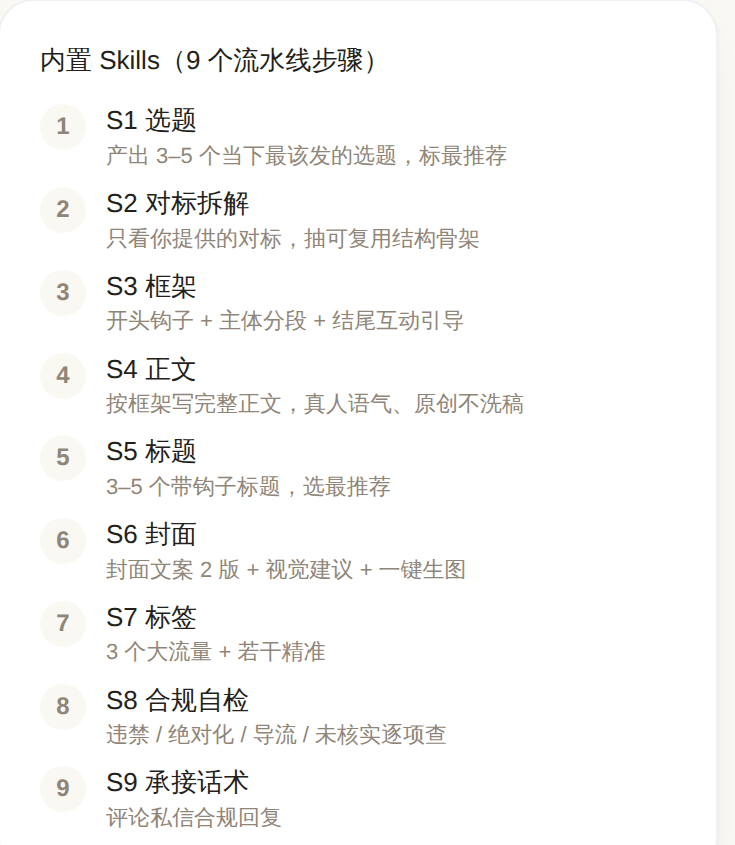 内置 Skills（9 个流水线步骤）
1
S1 选题
产出 3–5 个当下最该发的选题，标最推荐
2
S2 对标拆解
只看你提供的对标，抽可复用结构骨架
3
S3 框架
开头钩子 + 主体分段 + 结尾互动引导
4
S4 正文
按框架写完整正文，真人语气、原创不洗稿
5
S5 标题
3–5 个带钩子标题，选最推荐
6
S6 封面
封面文案 2 版 + 视觉建议 + 一键生图
7
S7 标签
3 个大流量 + 若干精准
8
S8 合规自检
违禁 / 绝对化 / 导流 / 未核实逐项查
9
S9 承接话术
评论私信合规回复